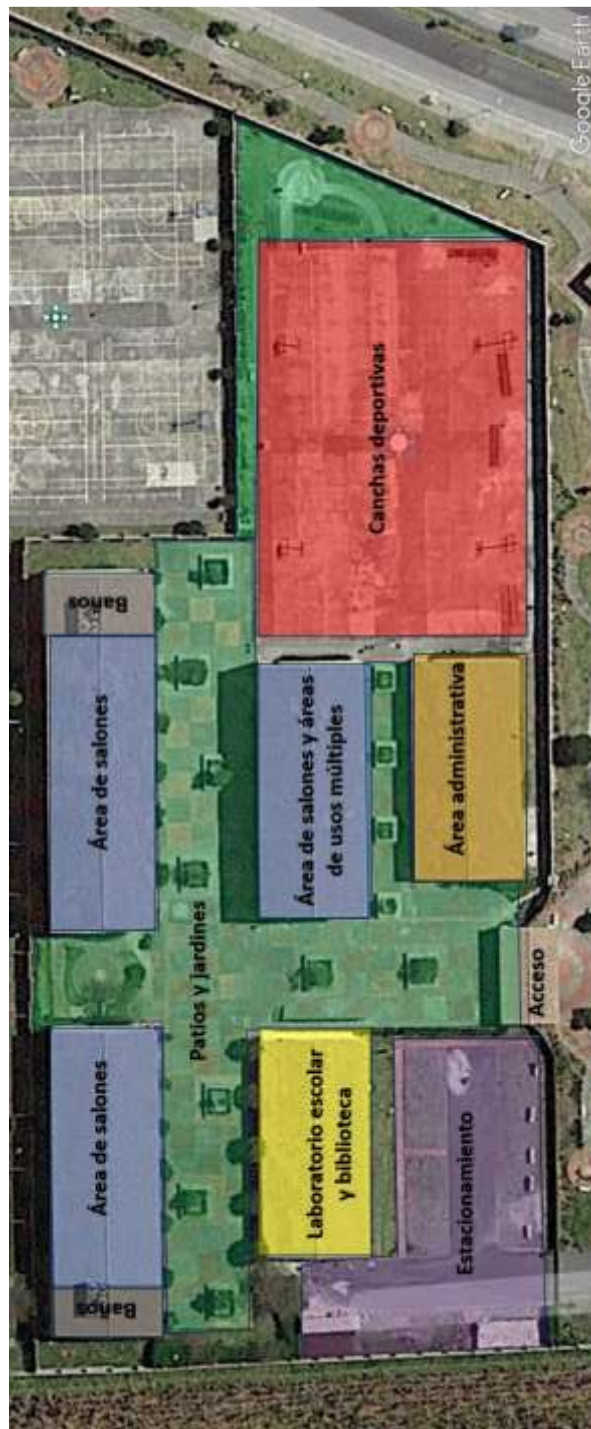 Baños
Área de salones
Patios y jardines
Área de salones
Baños
Canchas deportivas
Área de salones y áreas
de usos múltiples
Área administrativa
Acceso
Laboratorio escolar
y biblioteca
Estacionamiento
Google Earth